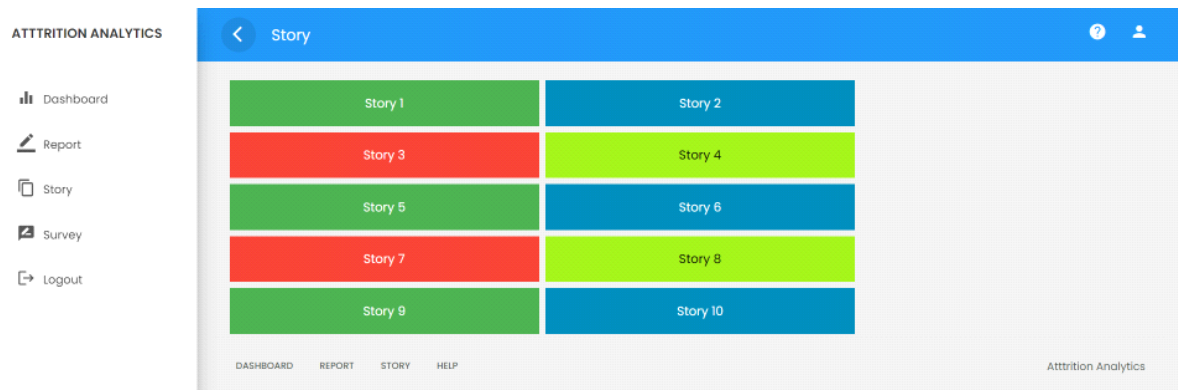 ATTTRITION ANALYTICS
Dashboard
Report
Story
Survey
Logout
Story
Story 1
Story 2
Story 3
Story 4
Story 5
Story 6
Story 7
Story 8
Story 9
Story 10
DASHBOARD REPORT STORY HELP
Atttrition Analytics